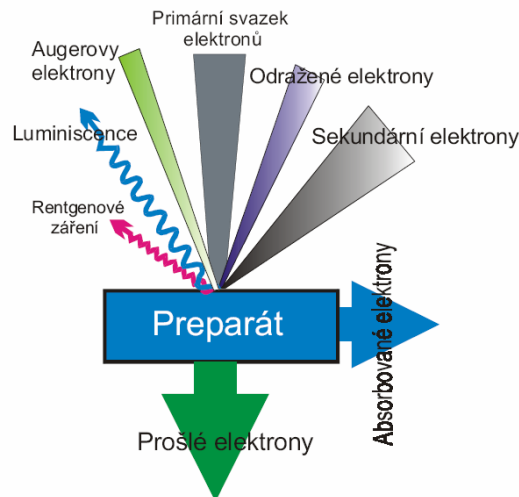 Primární svazek
elektronů
Augerovy
elektrony
Odražené elektrony
Luminiscence
Sekundární elektrony
Rentgenové
záření
Preparát
Absorbované elektrony
Prošlé elektrony